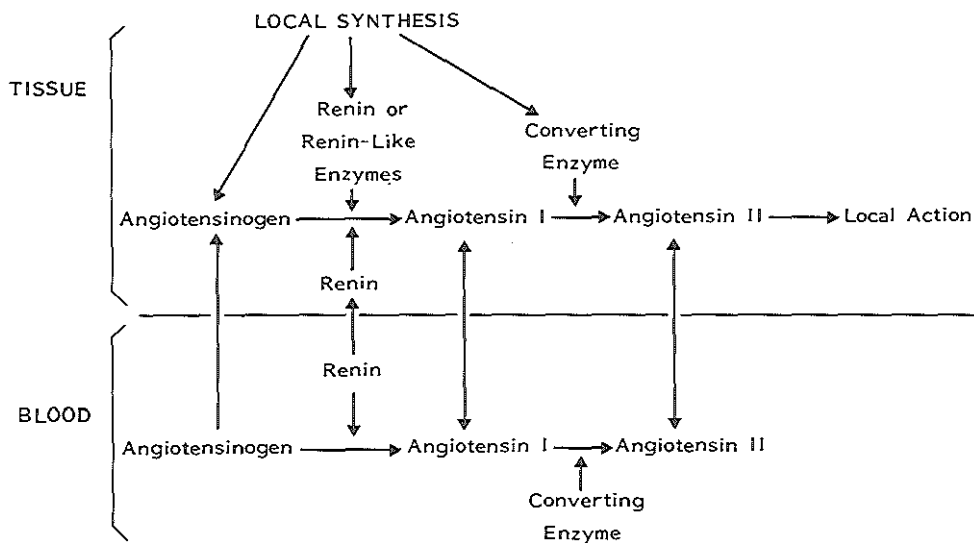 LOCAL SYNTHESIS
TISSUE
Renin or
Renin-Like
Enzymes
Converting
Enzyme
Angiotensinogen
Angiotensin I
Angiotensin II
Local Action
Renin
Renin
BLOOD
Angiotensinogen
Angiotensin I
Angiotensin II
Converting
Enzyme